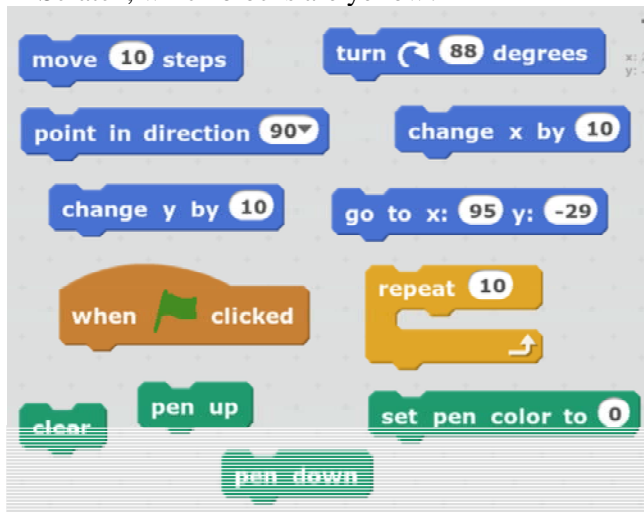 move 10 steps
turn 88 degrees
point in direction 90
change x by 10
change y by 10
go to x: 95 y: -29
when clicked
repeat 10
clear
pen up
set pen color to 0
pen down